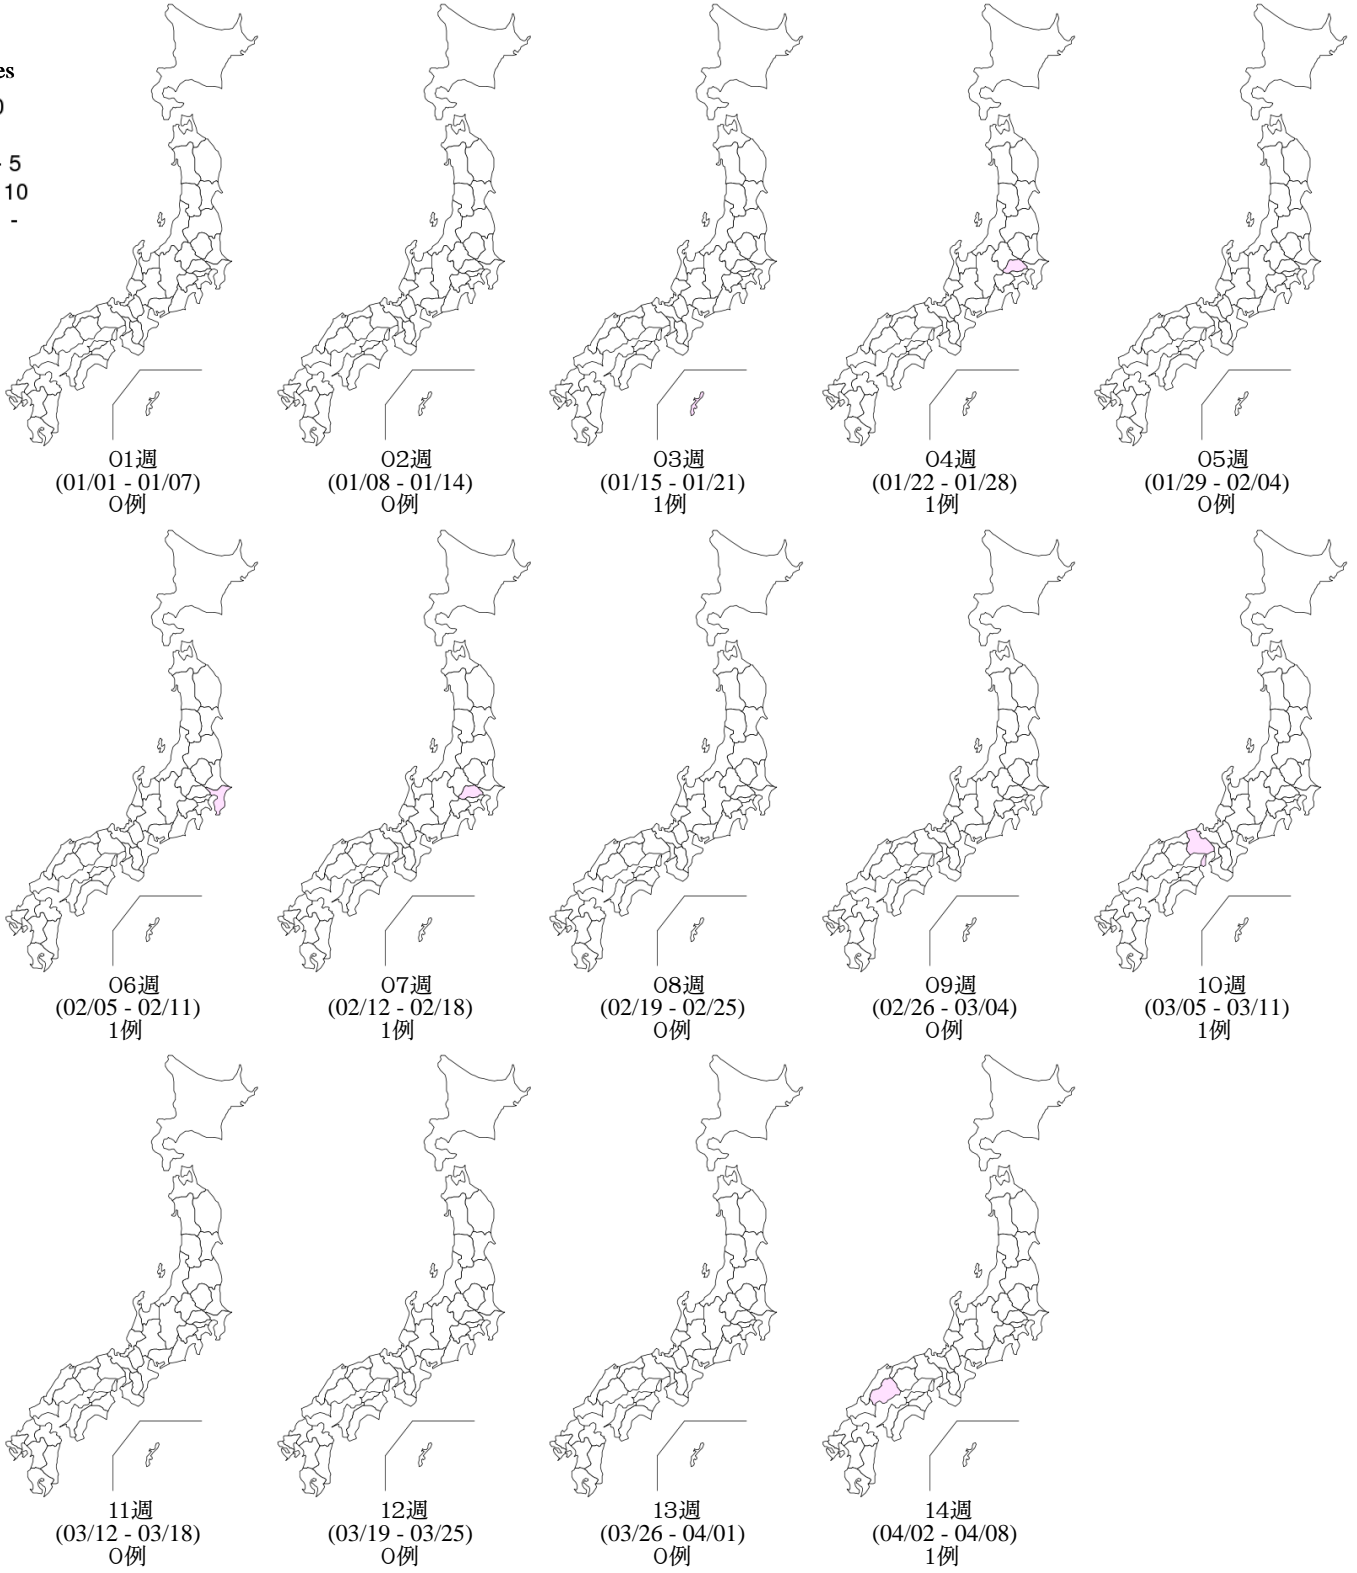 es
0
- 5
10
-
01週
(01/01 - 01/07)
0例
02週
(01/08 - 01/14)
0例
03週
(01/15 - 01/21)
1例
04週
(01/22 - 01/28)
1例
05週
(01/29 - 02/04)
0例
06週
(02/05 - 02/11)
1例
07週
(02/12 - 02/18)
1例
08週
(02/19 - 02/25)
0例
09週
(02/26 - 03/04)
0例
10週
(03/05 - 03/11)
1例
11週
(03/12 - 03/18)
0例
12週
(03/19 - 03/25)
0例
13週
(03/26 - 04/01)
0例
14週
(04/02 - 04/08)
1例